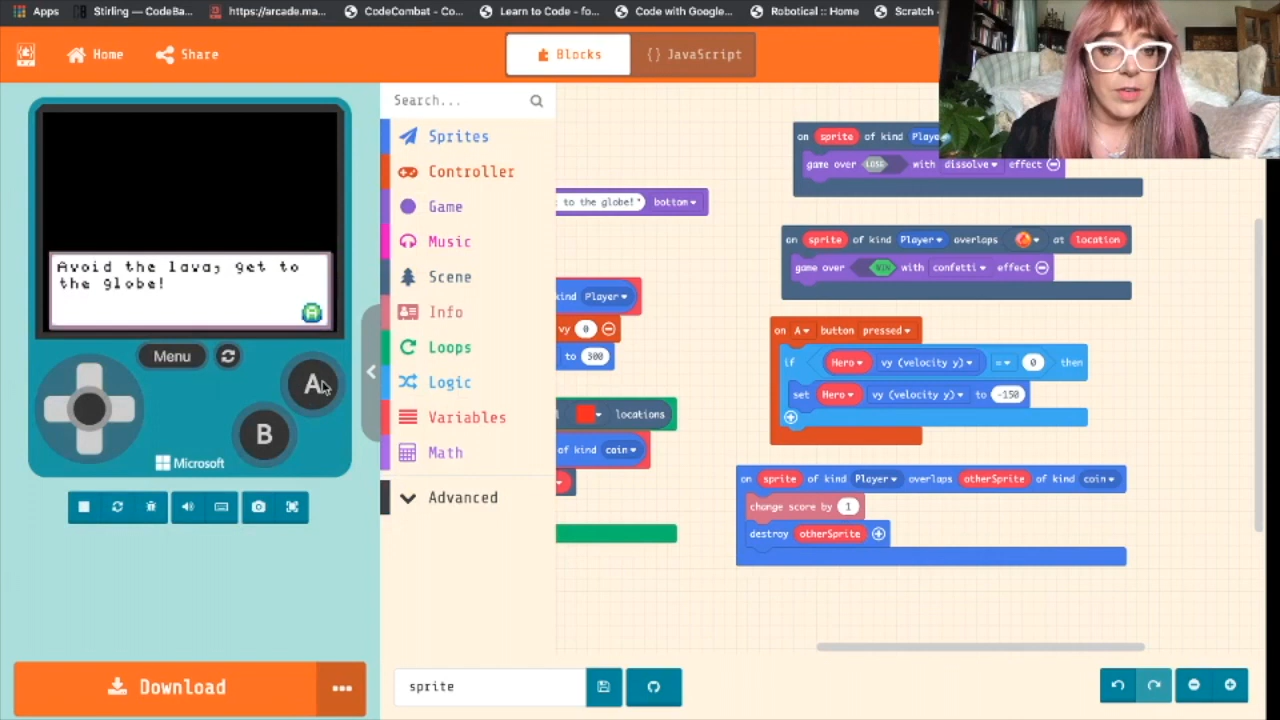 Apps Stirling — CodeBa... https://arcade.ma... CodeCombat - Co... Learn to Code - fo... Code with Google... Robotical :: Home Scratch -
Home Share Blocks { } JavaScript
Search...
Sprites
Controller
Game
Music
Scene
Info
Loops
Logic
Variables
Math
Advanced
Avoid the lava, get to
the globe!
A
Menu
A
B
Microsoft
Download
to the globe!" bottom
kind Player
vy 0
to 300
locations
of kind coin
on sprite of kind Playe
game over LOSE with dissolve effect
on sprite of kind Player overlaps at location
game over WIN with confetti effect
on A button pressed
if Hero vy (velocity y) = 0 then
set Hero vy (velocity y) to -150
on sprite of kind Player overlaps otherSprite of kind coin
change score by 1
destroy otherSprite
sprite